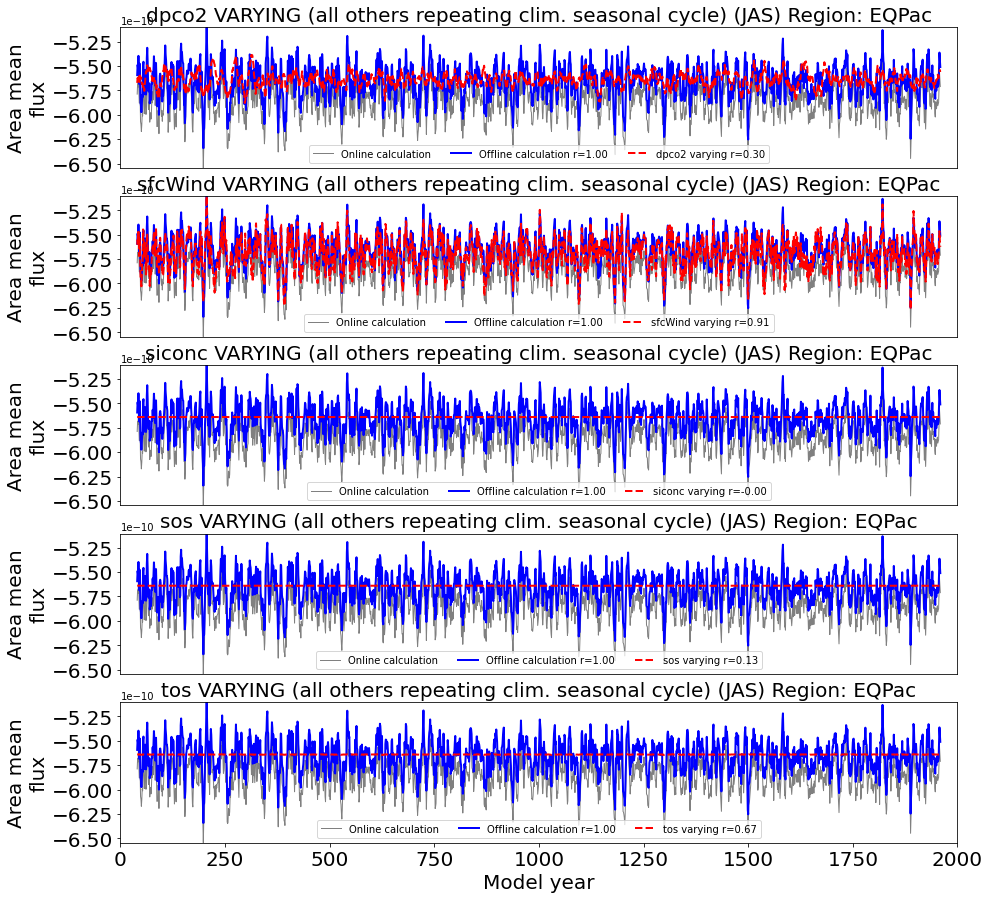 1e−10
dpco2 VARYING (all others repeating clim. seasonal cycle) (JAS) Region: EQPac
Area mean
flux
−5.25
−5.50
−5.75
−6.00
−6.25
−6.50
Online calculation
Offline calculation r=1.00
dpco2 varying r=0.30
1e−10
sfcWind VARYING (all others repeating clim. seasonal cycle) (JAS) Region: EQPac
Area mean
flux
−5.25
−5.50
−5.75
−6.00
−6.25
−6.50
Online calculation
Offline calculation r=1.00
sfcWind varying r=0.91
1e−10
siconc VARYING (all others repeating clim. seasonal cycle) (JAS) Region: EQPac
Area mean
flux
−5.25
−5.50
−5.75
−6.00
−6.25
−6.50
Online calculation
Offline calculation r=1.00
siconc varying r=-0.00
1e−10
sos VARYING (all others repeating clim. seasonal cycle) (JAS) Region: EQPac
Area mean
flux
−5.25
−5.50
−5.75
−6.00
−6.25
−6.50
Online calculation
Offline calculation r=1.00
sos varying r=0.13
1e−10
tos VARYING (all others repeating clim. seasonal cycle) (JAS) Region: EQPac
Area mean
flux
−5.25
−5.50
−5.75
−6.00
−6.25
−6.50
Online calculation
Offline calculation r=1.00
tos varying r=0.67
0 250 500 750 1000 1250 1500 1750 2000
Model year